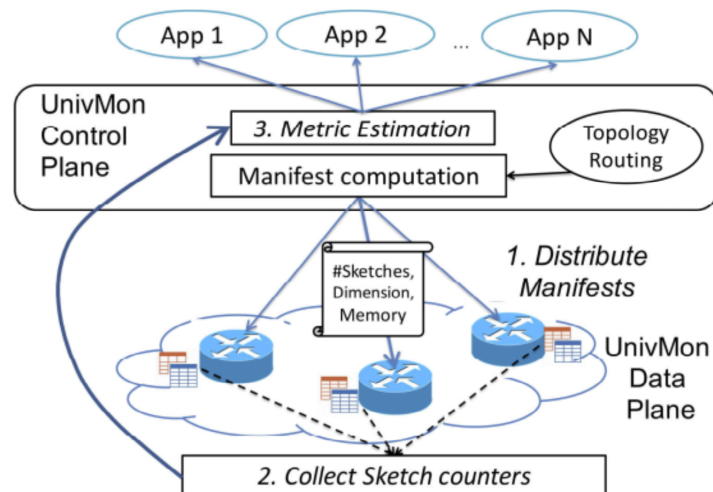 App 1
App 2
...
App N
UnivMon
Control
Plane
3. Metric Estimation
Topology
Routing
Manifest computation
#Sketches,
Dimension,
Memory
1. Distribute
Manifests
UnivMon
Data
Plane
2. Collect Sketch counters